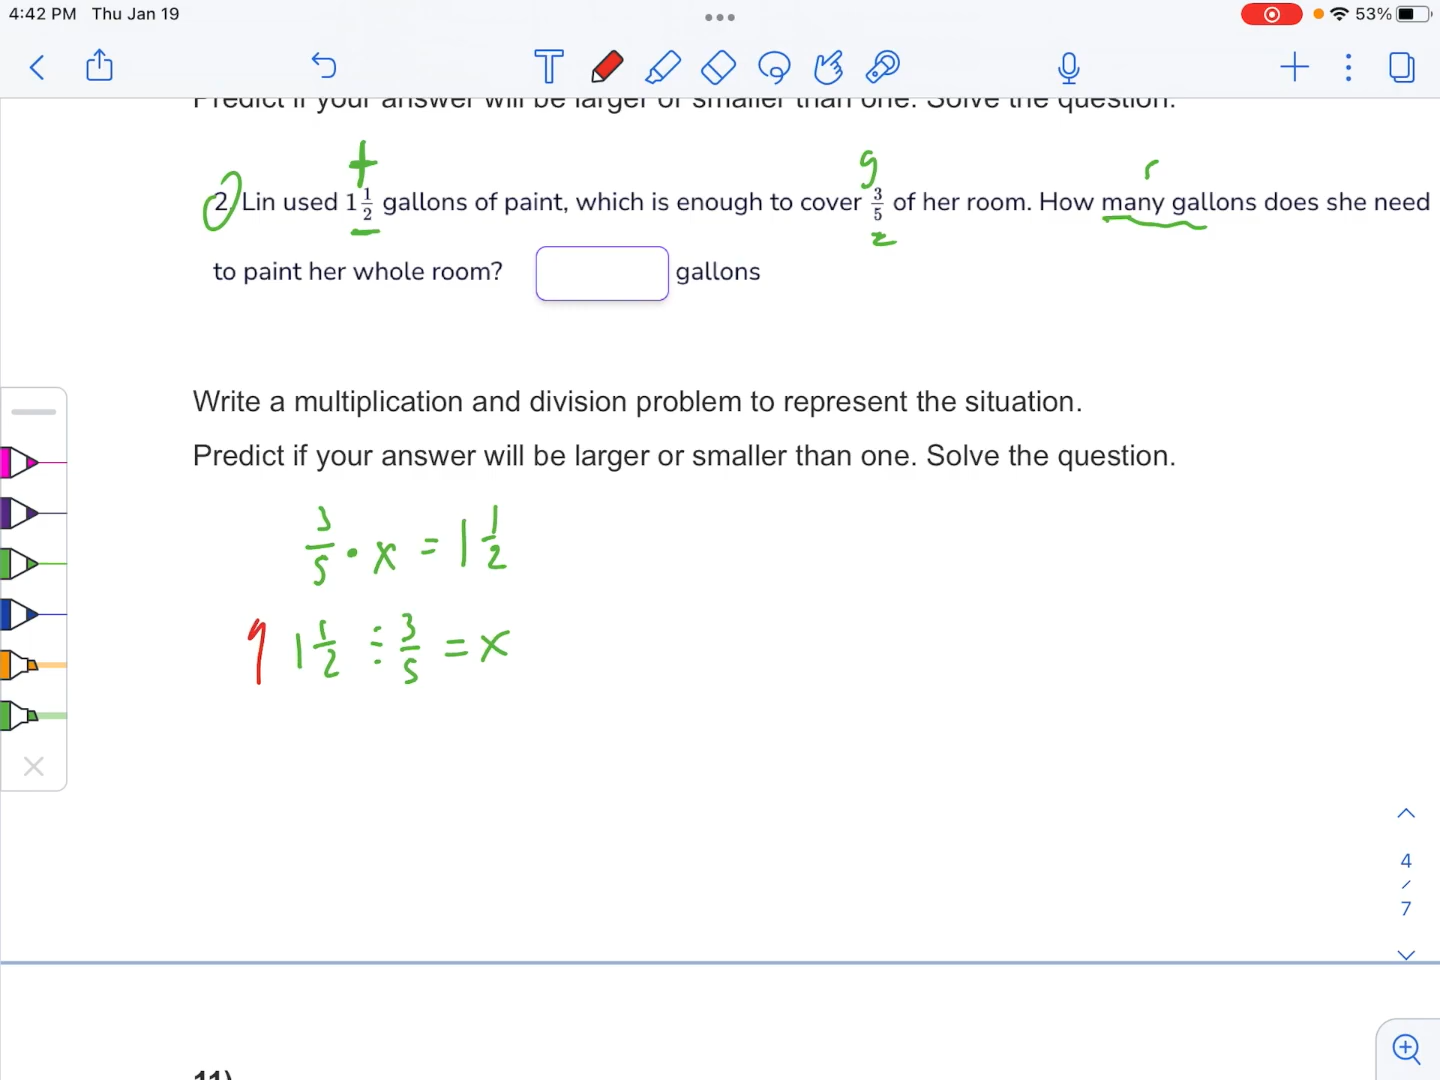 4:42 PM Thu Jan 19
53%
Predict if your answer will be larger or smaller than one. Solve the question.
t
g
r
2. Lin used 1 1/2 gallons of paint, which is enough to cover 3/5 of her room. How many gallons does she need
to paint her whole room? gallons
Write a multiplication and division problem to represent the situation.
Predict if your answer will be larger or smaller than one. Solve the question.
3/5 · x = 1 1/2
1 1/2 ÷ 3/5 = x
4
/
7
11)